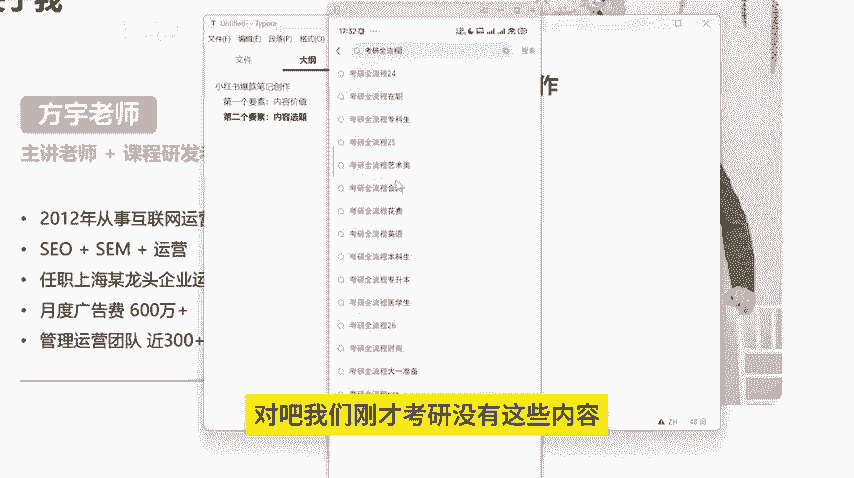 于我
方宇老师
主讲老师 + 课程研发
2012年从事互联网运营
SEO + SEM + 运营
任职上海某龙头企业运
月度广告费 600万+
管理运营团队 近300+
Untitled - Typora
文件(F) 编辑(E) 段落(P) 格式(O)
文件 大纲
小红书爆款笔记创作
第一个要素：内容价值
第二个要素：内容选题
作
17:32
考研全流程
搜索
考研全流程24
考研全流程在职
考研全流程专科生
考研全流程25
考研全流程艺术类
考研全流程
考研全流程花费
考研全流程英语
考研全流程本科生
考研全流程专升本
考研全流程医学生
考研全流程26
考研全流程时间
考研全流程大一准备
ZH 48 词
对吧我们刚才考研没有这些内容